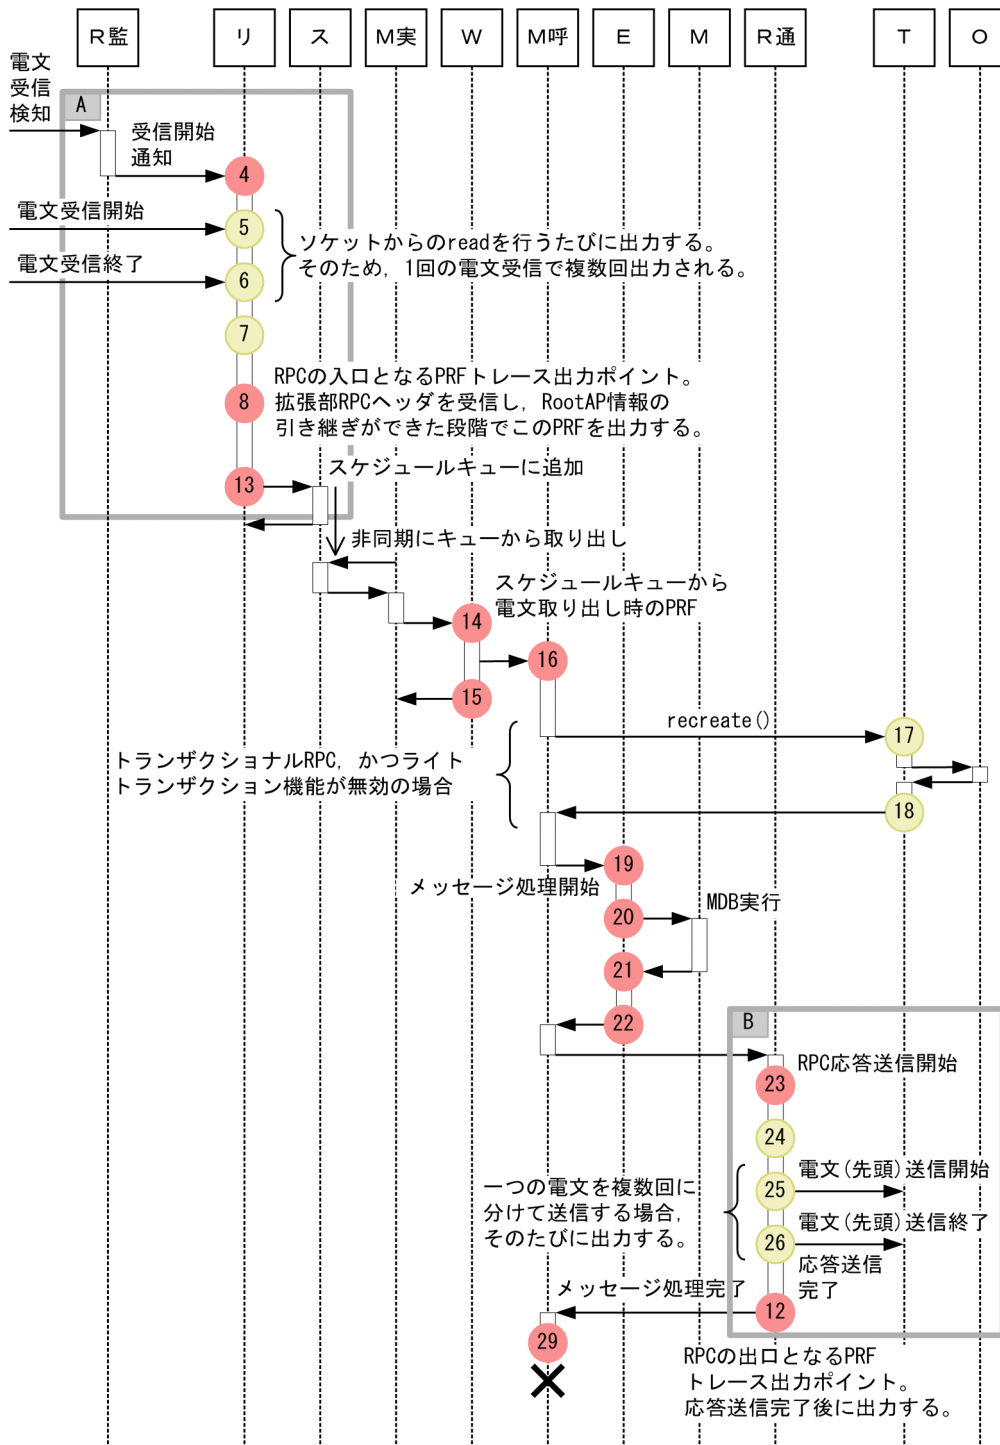 R監 リ ス M実 W M呼 E M R通 T O
電文
受信
検知
A
受信開始
通知
4
電文受信開始
5
ソケットからのreadを行うたびに出力する。
そのため，1回の電文受信で複数回出力される。
電文受信終了
6
7
RPCの入口となるPRFトレース出力ポイント。
拡張部RPCヘッダを受信し，RootAP情報の
引き継ぎができた段階でこのPRFを出力する。
8
スケジュールキューに追加
13
非同期にキューから取り出し
スケジュールキューから
電文取り出し時のPRF
14
16
15
recreate()
17
トランザクショナルRPC，かつライト
トランザクション機能が無効の場合
18
19
メッセージ処理開始
MDB実行
20
21
22
B
RPC応答送信開始
23
24
電文(先頭)送信開始
25
一つの電文を複数回に
分けて送信する場合，
そのたびに出力する。
電文(先頭)送信終了
26
応答送信
完了
メッセージ処理完了
12
29
RPCの出口となるPRF
トレース出力ポイント。
応答送信完了後に出力する。